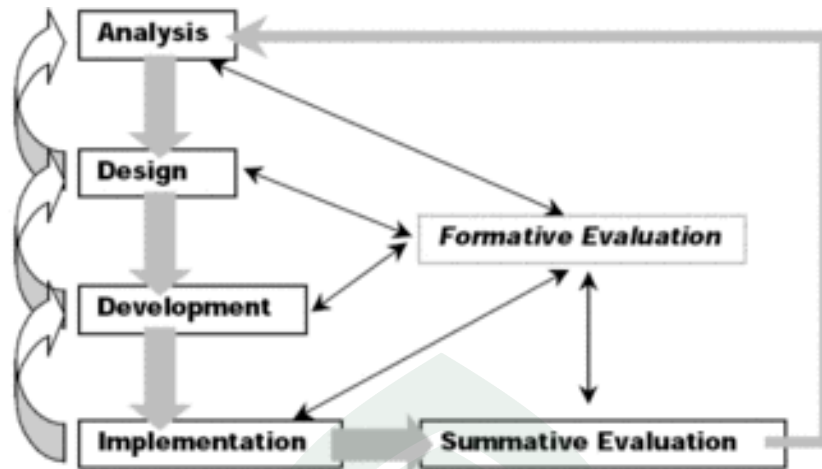 Analysis
Design
Formative Evaluation
Development
Implementation
Summative Evaluation